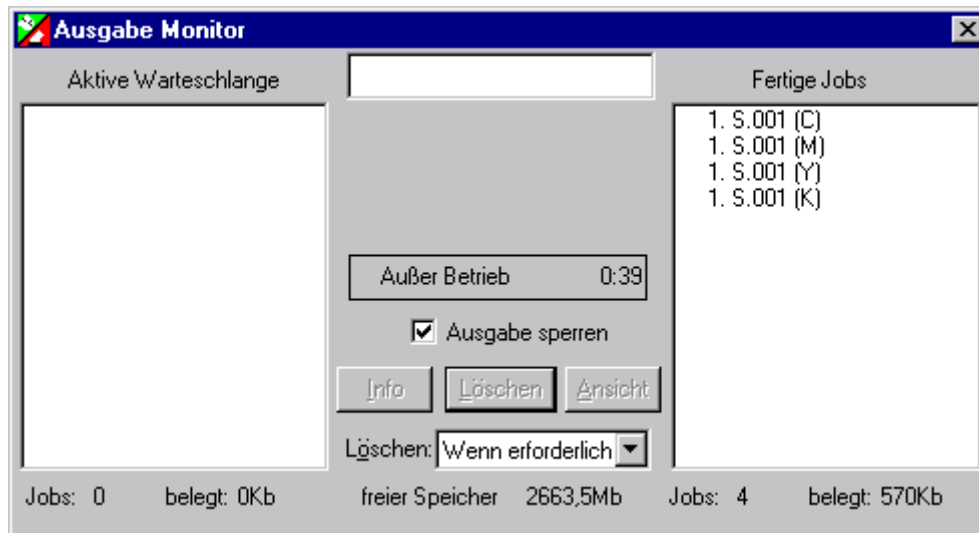 Ausgabe Monitor
Aktive Warteschlange
Fertige Jobs
1. S.001 (C)
1. S.001 (M)
1. S.001 (Y)
1. S.001 (K)
Außer Betrieb 0:39
Ausgabe sperren
Info Löschen Ansicht
Löschen: Wenn erforderlich
Jobs: 0 belegt: 0Kb freier Speicher 2663,5Mb Jobs: 4 belegt: 570Kb